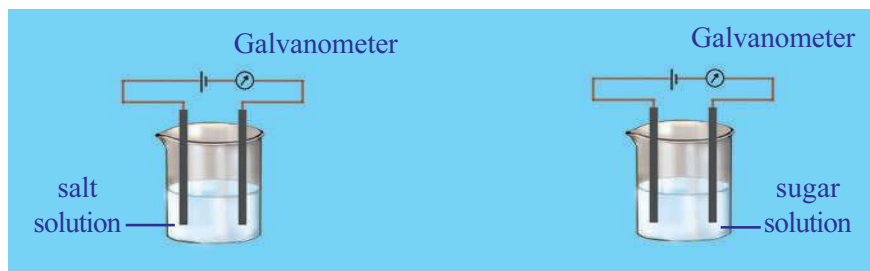 Galvanometer
salt
solution
Galvanometer
sugar
solution